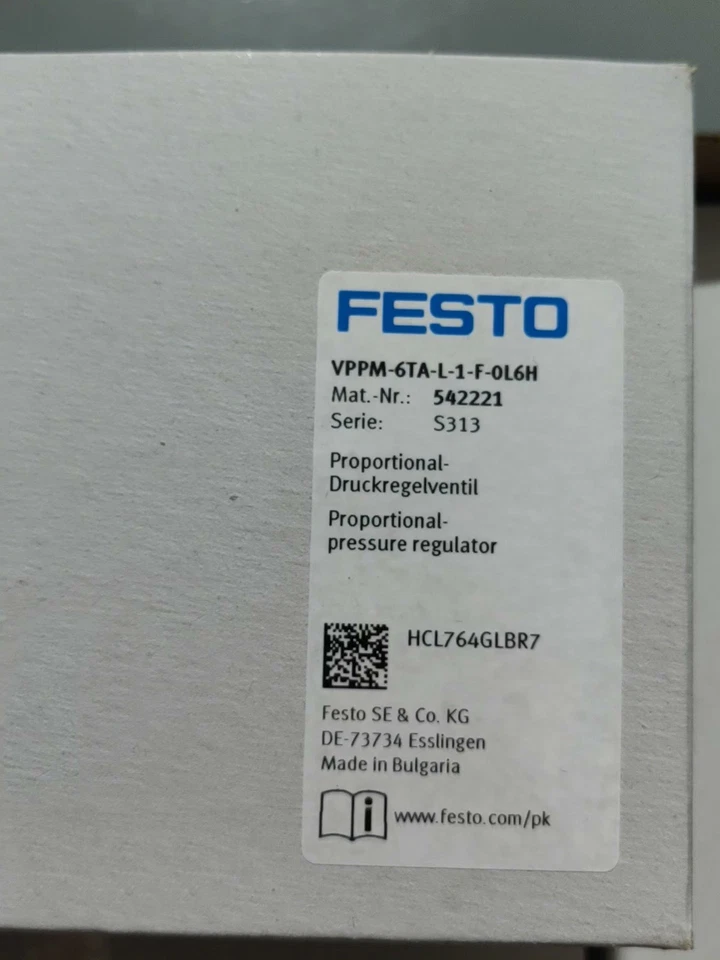 FESTO
VPPM-6TA-L-1-F-0L6H
Mat.-Nr.: 542221
Serie: S313
Proportional-
Druckregelventil
Proportional-
pressure regulator
HCL764GLBR7
Festo SE & Co. KG
DE-73734 Esslingen
Made in Bulgaria
i www.festo.com/pk